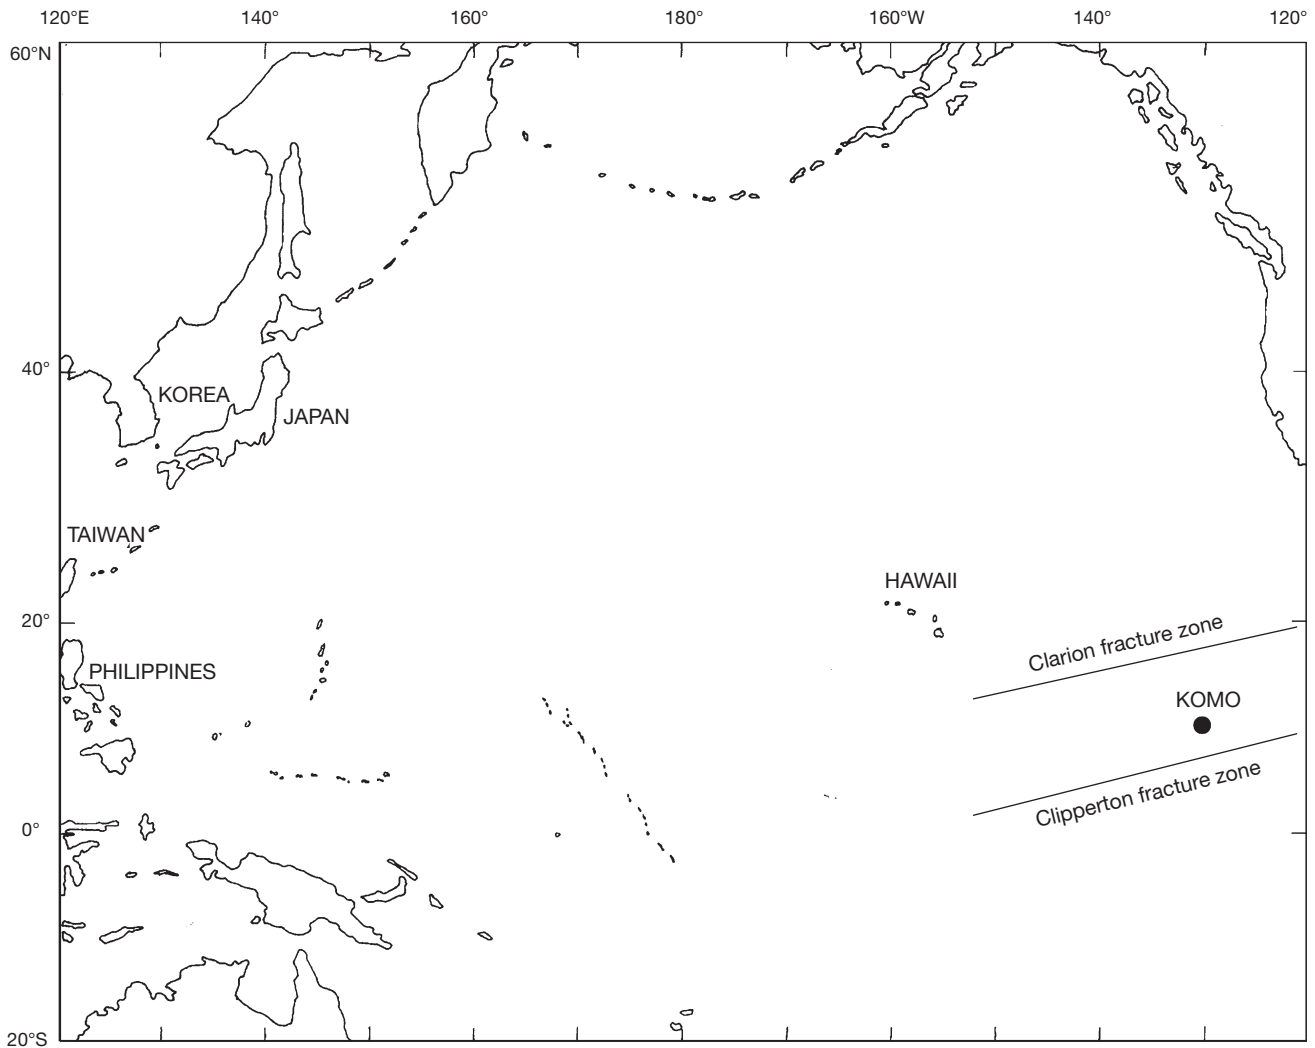 120°E 140° 160° 180° 160°W 140° 120°
60°N
40°
KOREA
JAPAN
TAIWAN
HAWAII
20°
Clarion fracture zone
PHILIPPINES
KOMO
Clipperton fracture zone
0°
20°S